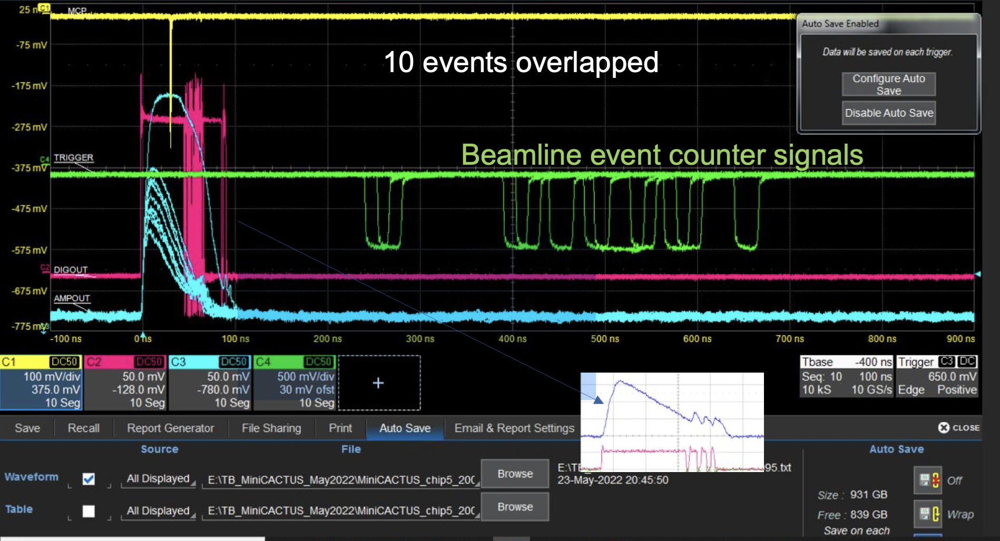 25 n
C1
MCP
-75 mV
-175 mV
-275 mV
-375 mV
-475 mV
-575 mV
-675 mV
-775 m
10 events overlapped
Beamline event counter signals
Auto Save Enabled
Data will be saved on each trigger.
Configure Auto
Save
Disable Auto Save
C4
TRIGGER
C2
DIGOUT
AMPOUT
-100 ns 0 ns 100 ns 200 ns 300 ns 400 ns 500 ns 600 ns 700 ns 800 ns 900 ns
C1 DC50
100 mV/div
375.0 mV
10 Seg
C2 DC50
50.0 mV
-128.0 mV
10 Seg
C3 DC50
50.0 mV
-780.0 mV
10 Seg
C4 DC50
500 mV/div
30 mV ofst
10 Seg
+
Tbase -400 ns
Seq: 10 100 ns
10 kS 10 GS/s
Trigger C3 DC
650.0 mV
Edge Positive
Save Recall Report Generator File Sharing Print Auto Save Email & Report Settings
CLOSE
Source File Auto Save
Waveform All Displayed E:\TB_MiniCACTUS_May2022\MiniCACTUS_chip5_200 Browse
E:\T 95.txt
23-May-2022 20:45:50
Table All Displayed E:\TB_MiniCACTUS_May2022\MiniCACTUS_chip5_200 Browse
Off
Size : 931 GB
Free : 839 GB
Wrap
Save on each